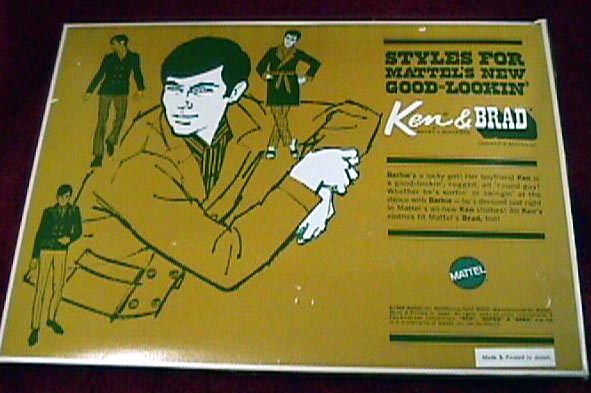 STYLES FOR
MATTEL'S NEW
GOOD-LOOKIN'
Ken & BRAD
Barbie's a lucky girl! Her boyfriend Ken is
a good-lookin', rugged, all 'round guy!
Whether he's surfin' or swingin' at the
dance with Barbie — he's dressed just right
in Mattel's all-new Ken clothes! All Ken's
clothes fit Mattel's Brad, too!
MATTEL
Made & Printed in Japan.